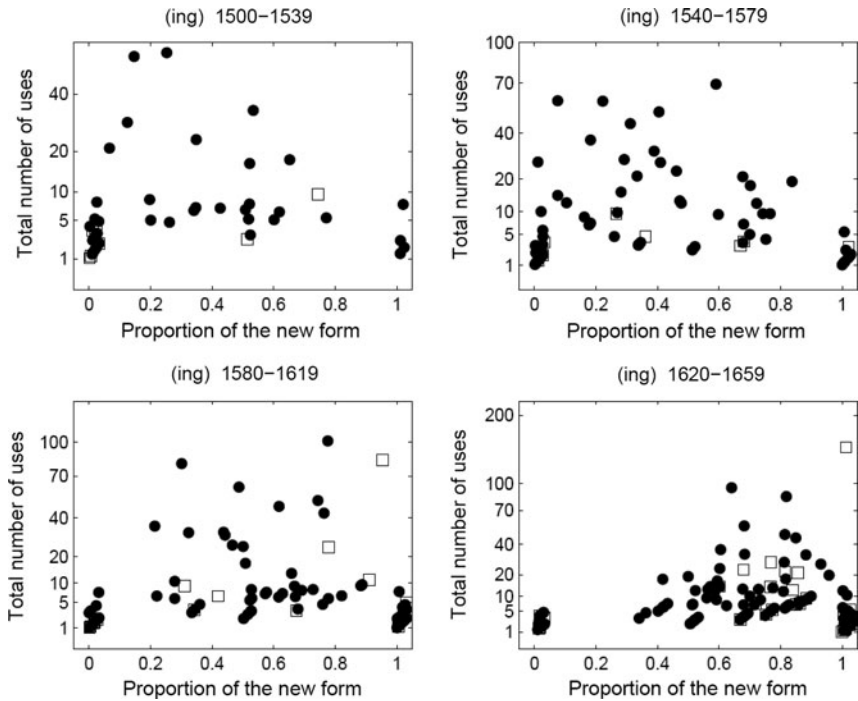 (ing) 1500−1539
Total number of uses
40
20
10
5
1
0 0.2 0.4 0.6 0.8 1
Proportion of the new form
(ing) 1540−1579
Total number of uses
100
70
40
20
10
5
1
0 0.2 0.4 0.6 0.8 1
Proportion of the new form
(ing) 1580−1619
Total number of uses
100
70
40
20
10
5
1
0 0.2 0.4 0.6 0.8 1
Proportion of the new form
(ing) 1620−1659
Total number of uses
200
100
40
20
10
5
1
0 0.2 0.4 0.6 0.8 1
Proportion of the new form